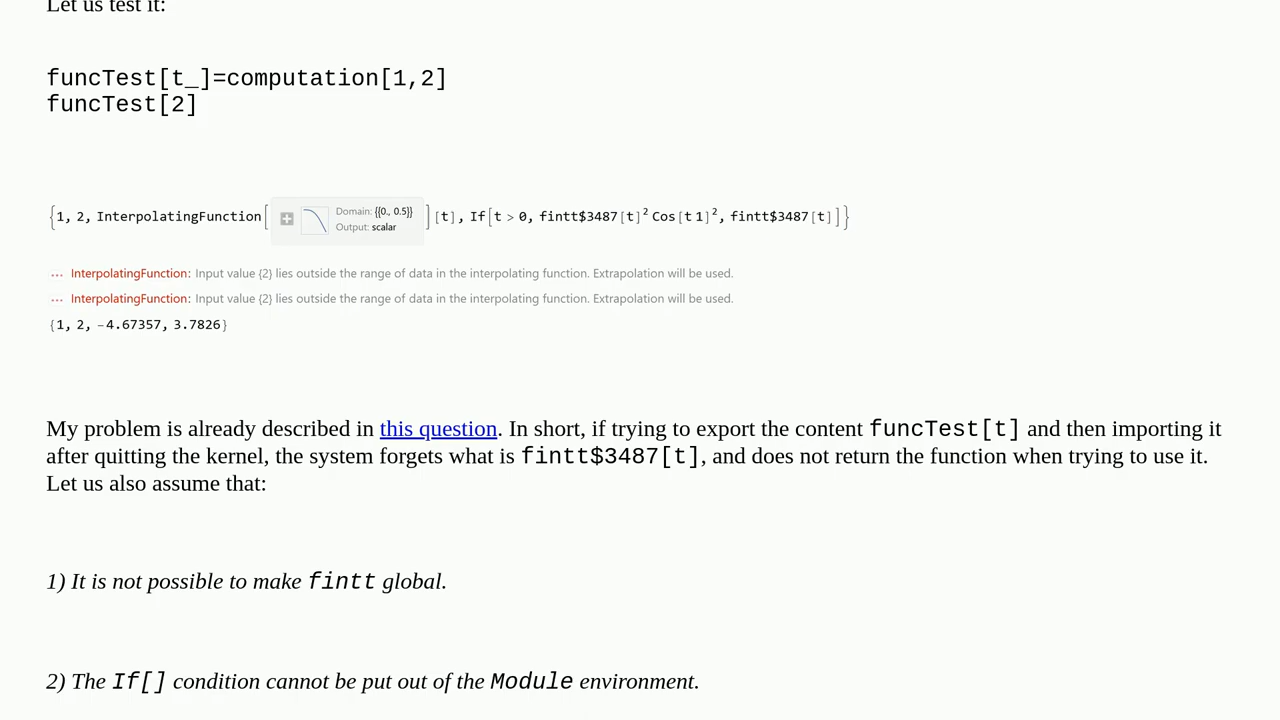 Let us test it:
funcTest[t_]=computation[1,2]
funcTest[2]
{1, 2, InterpolatingFunction[ Domain: {{0., 0.5}} Output: scalar ][t], If[t > 0, fintt$3487[t]² Cos[t 1]², fintt$3487[t]]}
... InterpolatingFunction: Input value {2} lies outside the range of data in the interpolating function. Extrapolation will be used.
... InterpolatingFunction: Input value {2} lies outside the range of data in the interpolating function. Extrapolation will be used.
{1, 2, -4.67357, 3.7826}
My problem is already described in this question. In short, if trying to export the content funcTest[t] and then importing it
after quitting the kernel, the system forgets what is fintt$3487[t], and does not return the function when trying to use it.
Let us also assume that:
1) It is not possible to make fintt global.
2) The If[] condition cannot be put out of the Module environment.